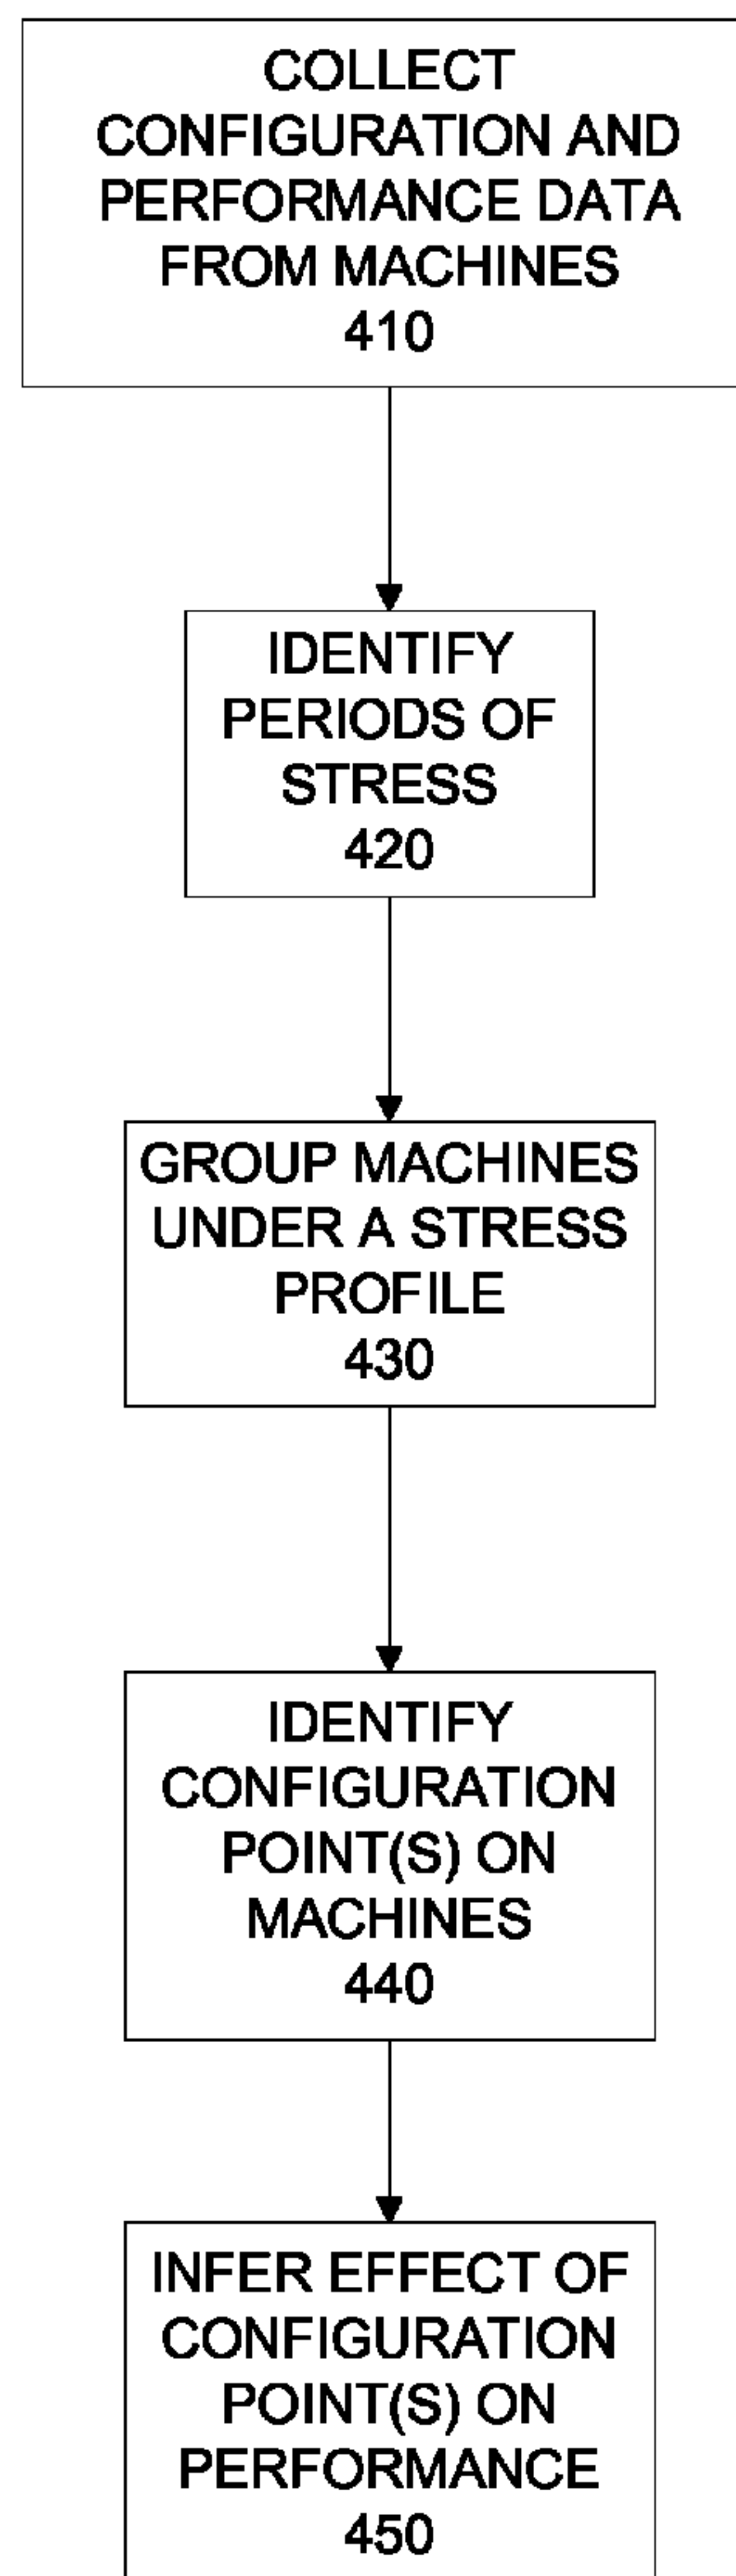 COLLECT
CONFIGURATION AND
PERFORMANCE DATA
FROM MACHINES
410
IDENTIFY
PERIODS OF
STRESS
420
GROUP MACHINES
UNDER A STRESS
PROFILE
430
IDENTIFY
CONFIGURATION
POINT(S) ON
MACHINES
440
INFER EFFECT OF
CONFIGURATION
POINT(S) ON
PERFORMANCE
450